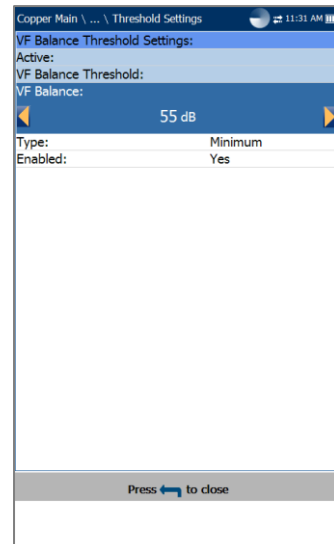 Copper Main \ ... \ Threshold Settings 11:31 AM
VF Balance Threshold Settings:
Active:
VF Balance Threshold:
VF Balance:
55 dB
Type: Minimum
Enabled: Yes
Press to close